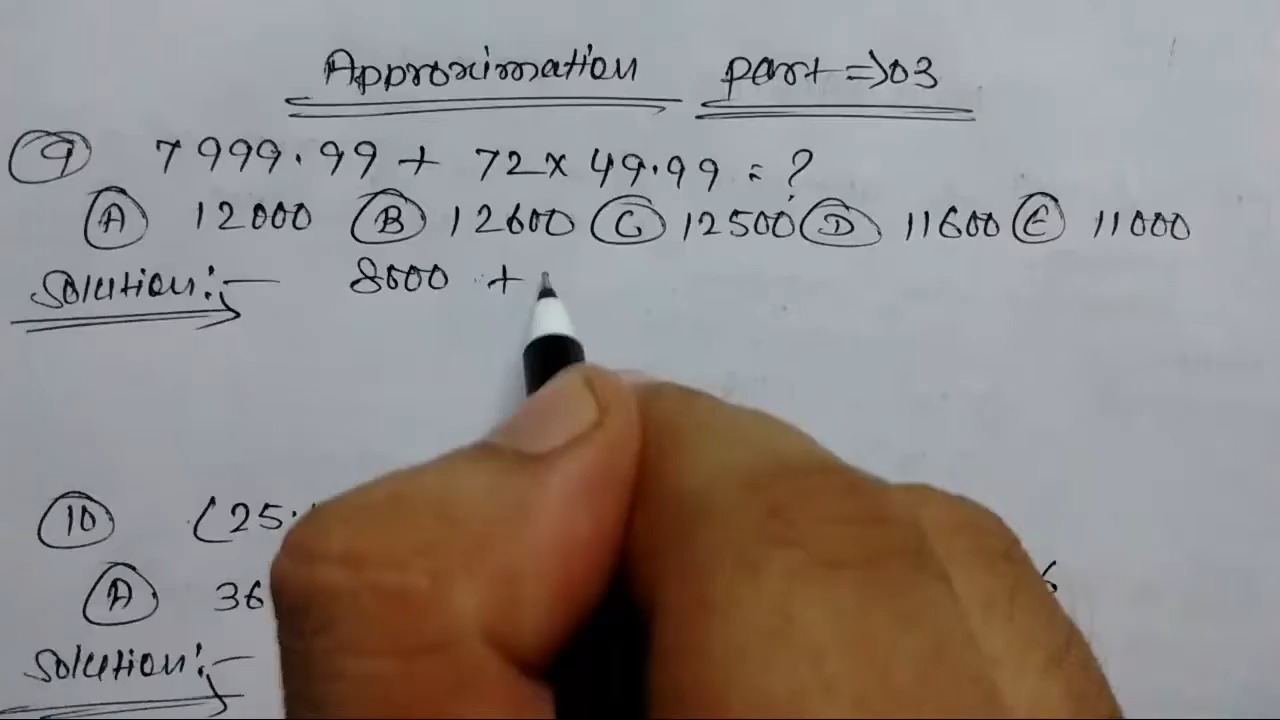 Approximation part => 03
9 7999.99 + 72 x 49.99 = ?
A 12000 B 12600 C 12500 D 11600 E 11000
Solution:- 8000 +
10 (25.
A 36
Solution:-